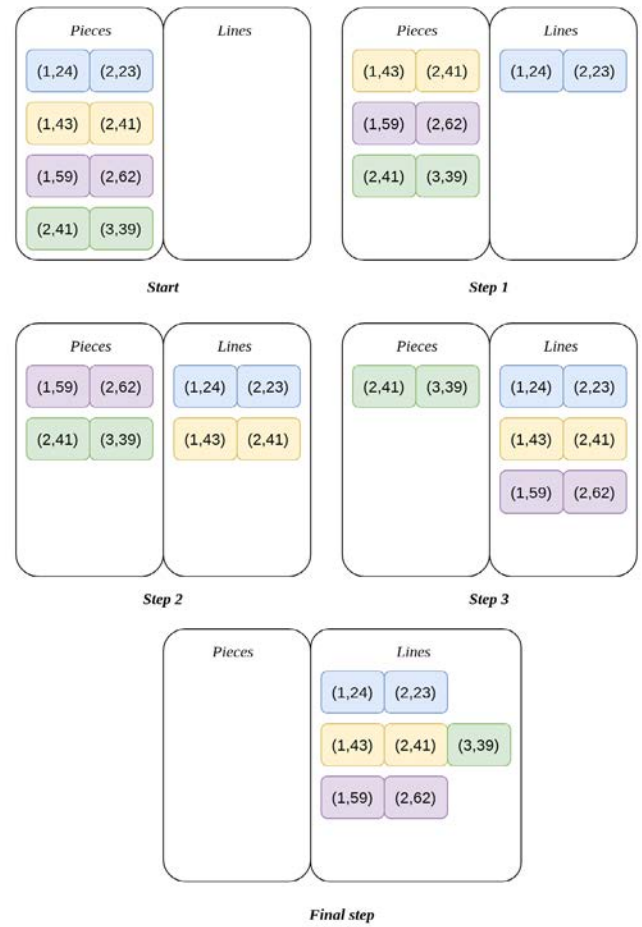 Pieces Lines
(1,24) (2,23)
(1,43) (2,41)
(1,59) (2,62)
(2,41) (3,39)
Start
Pieces Lines
(1,43) (2,41) (1,24) (2,23)
(1,59) (2,62)
(2,41) (3,39)
Step 1
Pieces Lines
(1,59) (2,62) (1,24) (2,23)
(2,41) (3,39) (1,43) (2,41)
Step 2
Pieces Lines
(2,41) (3,39) (1,24) (2,23)
(1,43) (2,41)
(1,59) (2,62)
Step 3
Pieces Lines
(1,24) (2,23)
(1,43) (2,41) (3,39)
(1,59) (2,62)
Final step